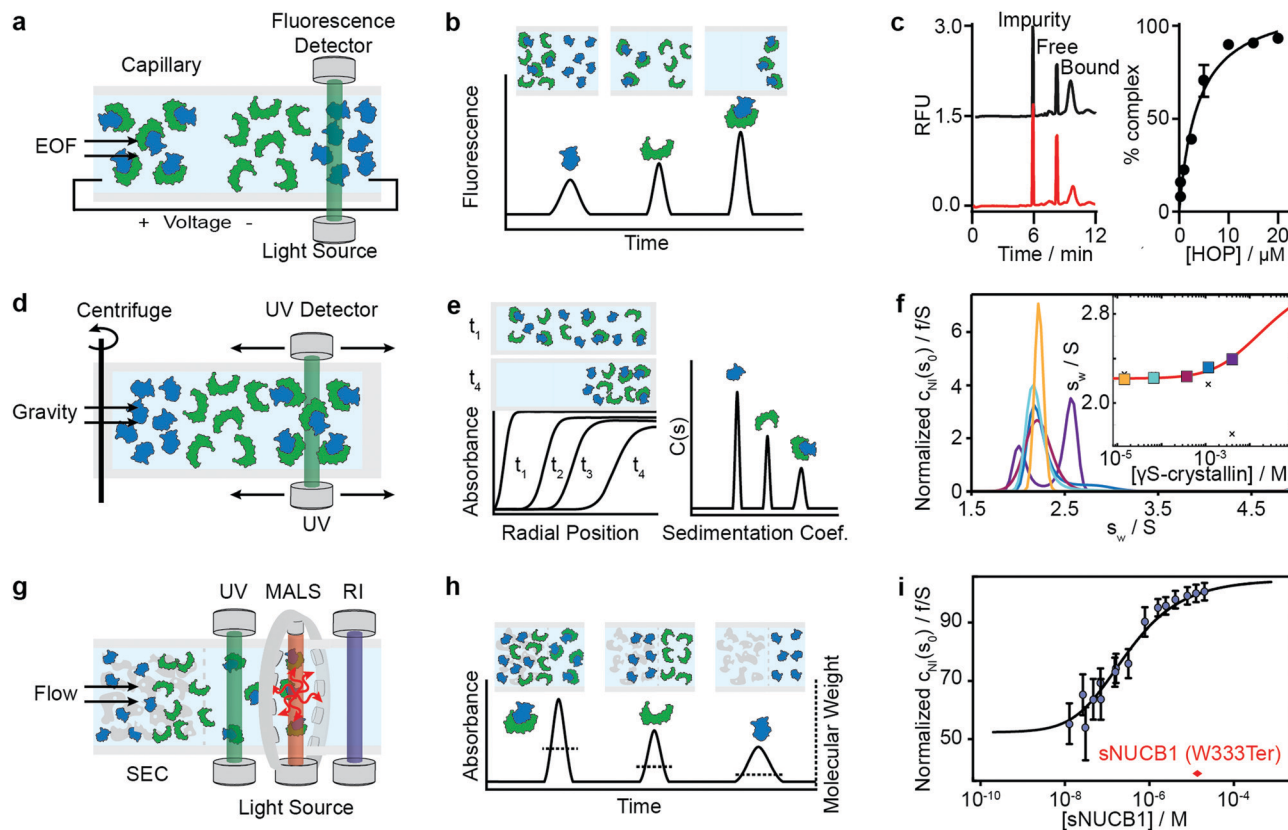 a
Fluorescence
Detector
Capillary
EOF
+ Voltage -
Light Source
b
Fluorescence
Time
c
Impurity
Free
Bound
3.0
1.5
0.0
RFU
0
6
12
Time / min
100
50
0
% complex
0
10
20
[HOP] / µM
d
Centrifuge
UV Detector
Gravity
UV
e
t1
t4
Absorbance
t1
t2
t3
t4
Radial Position
C(s)
Sedimentation Coef.
f
Normalized cNI(s0) / f/S
6
4
2
0
1.5
2.5
3.5
4.5
sw / S
2.8
2.0
sw / S
10-5
10-3
[γS-crystallin] / M
g
UV
MALS
RI
Flow
SEC
Light Source
h
Absorbance
Molecular Weight
Time
i
Normalized cNI(s0) / f/S
90
70
50
sNUCB1 (W333Ter)
10-10
10-8
10-6
10-4
[sNUCB1] / M